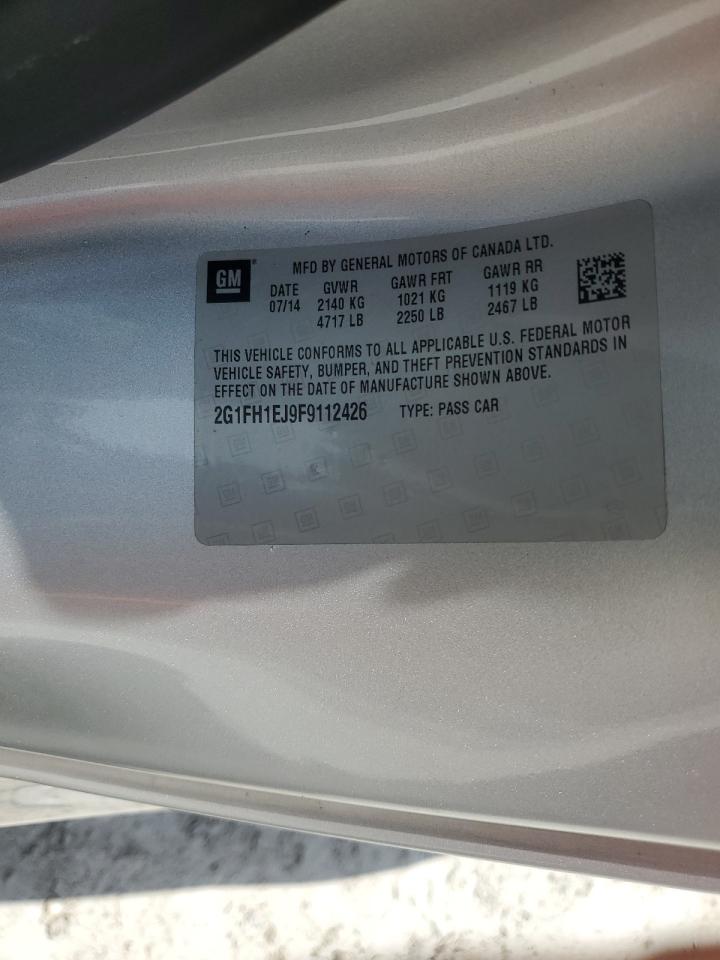 GM
MFD BY GENERAL MOTORS OF CANADA LTD.
DATE GVWR GAWR FRT GAWR RR
07/14 2140 KG 1021 KG 1119 KG
4717 LB 2250 LB 2467 LB
THIS VEHICLE CONFORMS TO ALL APPLICABLE U.S. FEDERAL MOTOR
VEHICLE SAFETY, BUMPER, AND THEFT PREVENTION STANDARDS IN
EFFECT ON THE DATE OF MANUFACTURE SHOWN ABOVE.
2G1FH1EJ9F9112426 TYPE: PASS CAR